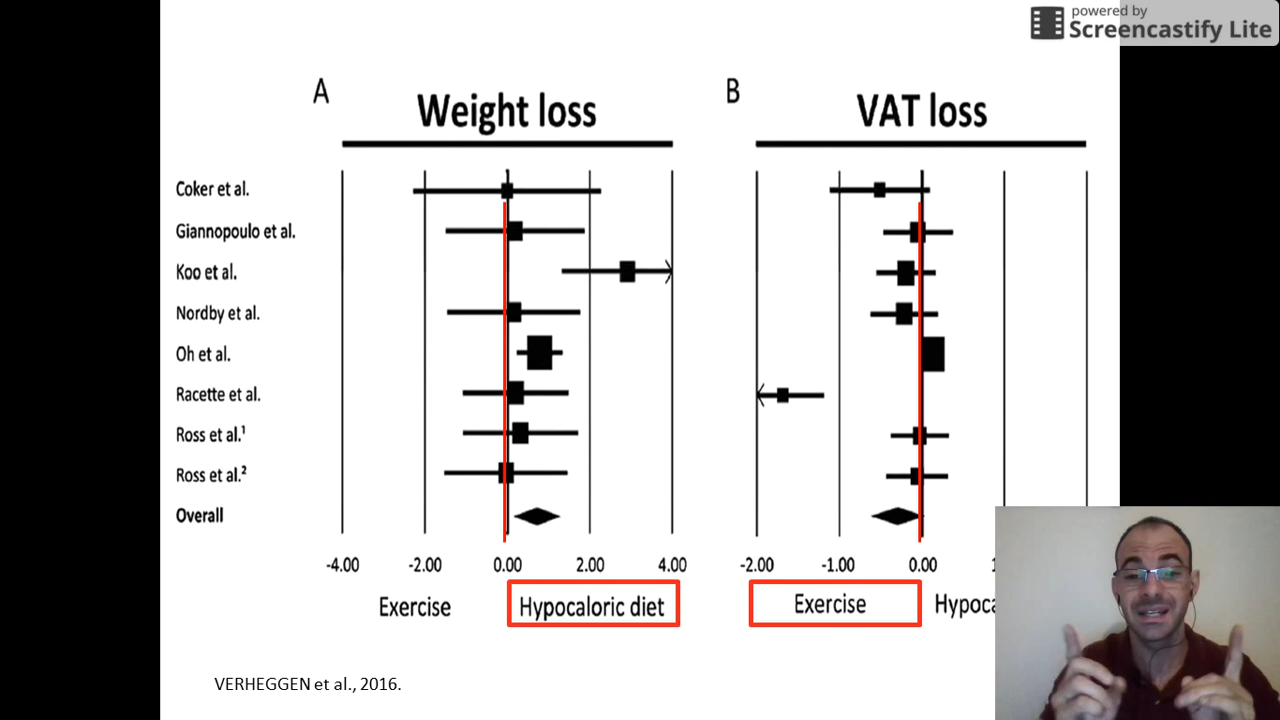 powered by
Screencastify Lite
A
Weight loss
B
VAT loss
Coker et al.
Giannopoulo et al.
Koo et al.
Nordby et al.
Oh et al.
Racette et al.
Ross et al.¹
Ross et al.²
Overall
-4.00 -2.00 0.00 2.00 4.00
-2.00 -1.00 0.00
Exercise Hypocaloric diet
Exercise
VERHEGGEN et al., 2016.